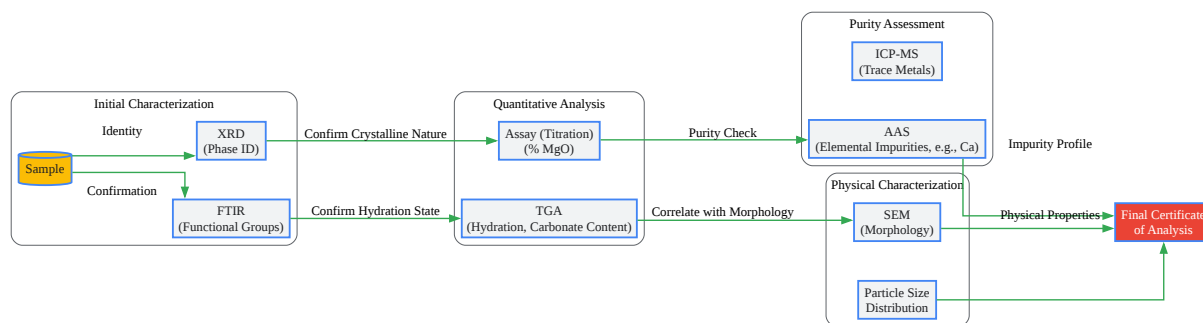 Initial Characterization
Identity
XRD
(Phase ID)
Sample
Confirmation
FTIR
(Functional Groups)
Confirm Crystalline Nature
Confirm Hydration State
Quantitative Analysis
Assay (Titration)
(% MgO)
TGA
(Hydration, Carbonate Content)
Purity Check
Correlate with Morphology
Purity Assessment
ICP-MS
(Trace Metals)
AAS
(Elemental Impurities, e.g., Ca)
Physical Characterization
SEM
(Morphology)
Particle Size
Distribution
Impurity Profile
Physical Properties
Final Certificate
of Analysis